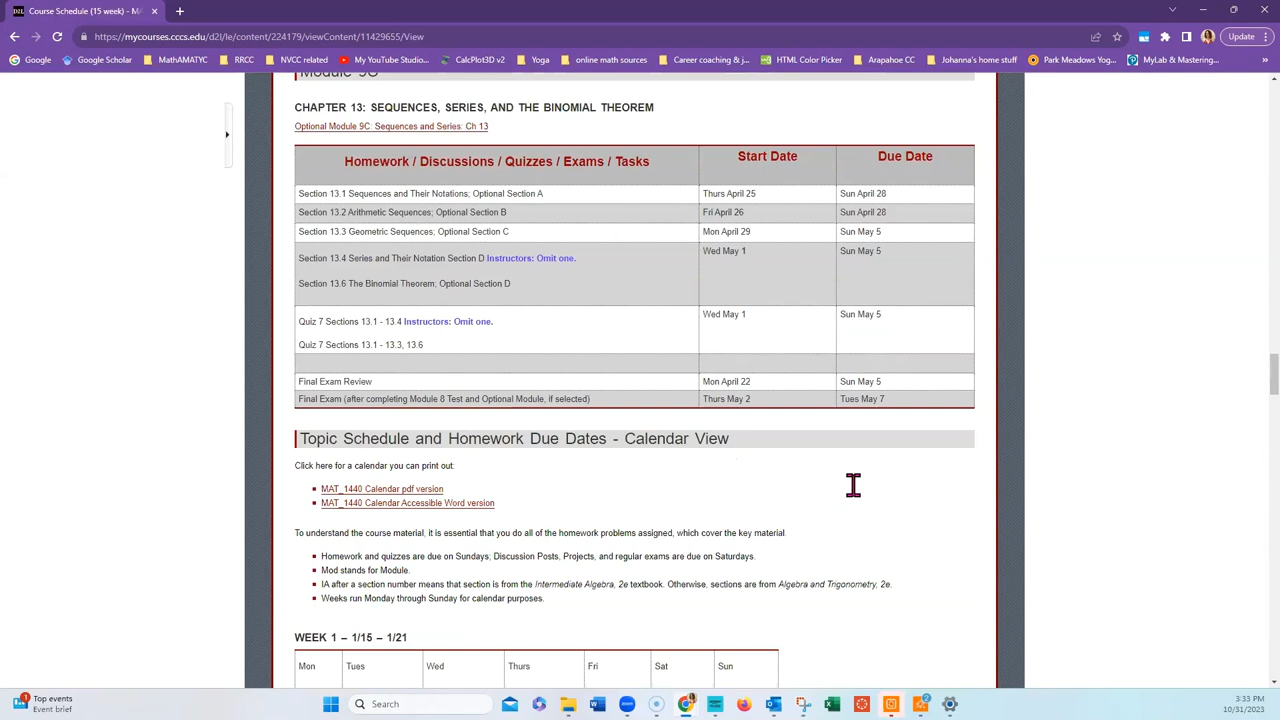 Course Schedule (15 week) - M
https://mycourses.cccs.edu/d2l/le/content/224179/viewContent/11429655/View
Update
Google
Google Scholar
MathAMATYC
RRCC
NVCC related
My YouTube Studio...
CalcPlot3D v2
Yoga
online math sources
Career coaching & j...
HTML Color Picker
Arapahoe CC
Johanna's home stuff
Park Meadows Yog...
MyLab & Mastering...
Module 9C
CHAPTER 13: SEQUENCES, SERIES, AND THE BINOMIAL THEOREM
Optional Module 9C: Sequences and Series: Ch 13
Homework / Discussions / Quizzes / Exams / Tasks Start Date Due Date
Section 13.1 Sequences and Their Notations; Optional Section A Thurs April 25 Sun April 28
Section 13.2 Arithmetic Sequences; Optional Section B Fri April 26 Sun April 28
Section 13.3 Geometric Sequences; Optional Section C Mon April 29 Sun May 5
Section 13.4 Series and Their Notation Section D Instructors: Omit one. Wed May 1 Sun May 5
Section 13.6 The Binomial Theorem; Optional Section D
Quiz 7 Sections 13.1 - 13.4 Instructors: Omit one. Wed May 1 Sun May 5
Quiz 7 Sections 13.1 - 13.3, 13.6
Final Exam Review Mon April 22 Sun May 5
Final Exam (after completing Module 8 Test and Optional Module, if selected) Thurs May 2 Tues May 7
Topic Schedule and Homework Due Dates - Calendar View
Click here for a calendar you can print out:
MAT_1440 Calendar pdf version
MAT_1440 Calendar Accessible Word version
To understand the course material, it is essential that you do all of the homework problems assigned, which cover the key material.
Homework and quizzes are due on Sundays; Discussion Posts, Projects, and regular exams are due on Saturdays.
Mod stands for Module.
IA after a section number means that section is from the Intermediate Algebra, 2e textbook. Otherwise, sections are from Algebra and Trigonometry, 2e.
Weeks run Monday through Sunday for calendar purposes.
WEEK 1 – 1/15 – 1/21
Mon Tues Wed Thurs Fri Sat Sun
Top events
Event brief
Search
3:33 PM
10/31/2023